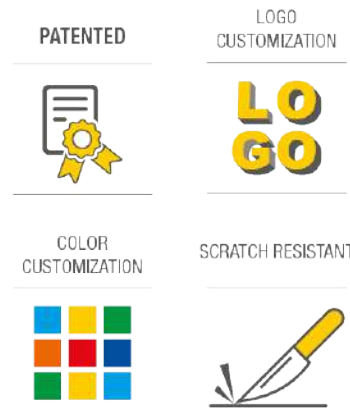 PATENTED
LOGO
CUSTOMIZATION
LO
GO
COLOR
CUSTOMIZATION
SCRATCH RESISTANT